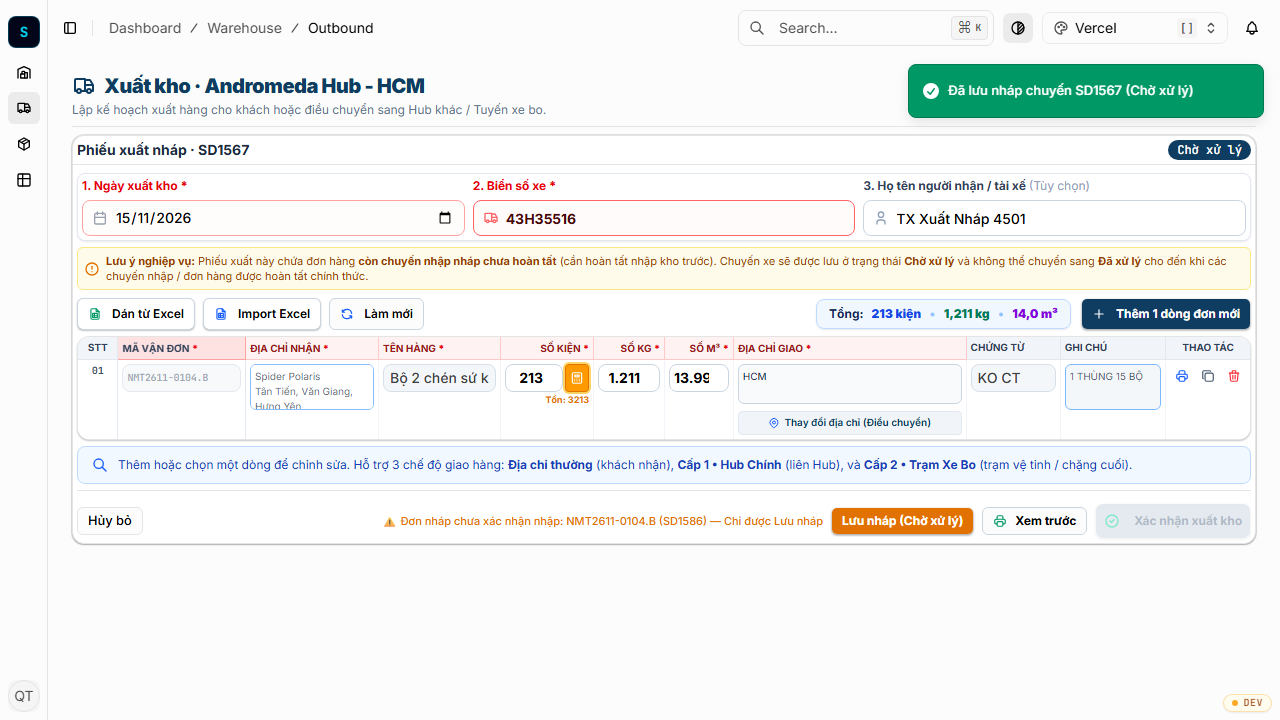 S
Dashboard / Warehouse / Outbound
Search...
⌘ K
Vercel
[]
Xuất kho · Andromeda Hub - HCM
Lập kế hoạch xuất hàng cho khách hoặc điều chuyển sang Hub khác / Tuyến xe bo.
Đã lưu nháp chuyến SD1567 (Chờ xử lý)
Phiếu xuất nháp · SD1567
Chờ xử lý
1. Ngày xuất kho *
2. Biển số xe *
3. Họ tên người nhận / tài xế (Tùy chọn)
15/11/2026
43H35516
TX Xuất Nháp 4501
Lưu ý nghiệp vụ: Phiếu xuất này chứa đơn hàng còn chuyến nhập nháp chưa hoàn tất (cần hoàn tất nhập kho trước). Chuyến xe sẽ được lưu ở trạng thái Chờ xử lý và không thể chuyển sang Đã xử lý cho đến khi các
chuyến nhập / đơn hàng được hoàn tất chính thức.
Dán từ Excel
Import Excel
Làm mới
Tổng: 213 kiện • 1,211 kg • 14,0 m³
Thêm 1 dòng đơn mới
STT
MÃ VẬN ĐƠN *
ĐỊA CHỈ NHẬN *
TÊN HÀNG *
SỐ KIỆN *
SỐ KG *
SỐ M³ *
ĐỊA CHỈ GIAO *
CHỨNG TỪ
GHI CHÚ
THAO TÁC
01
NMT2611-0104.B
Spider Polaris
Tân Tiến, Văn Giang,
Hưng Yên
Bộ 2 chén sứ k
213
Tồn: 3213
1.211
13.99
HCM
Thay đổi địa chỉ (Điều chuyển)
KO CT
1 THÙNG 15 BỘ
Thêm hoặc chọn một dòng để chỉnh sửa. Hỗ trợ 3 chế độ giao hàng: Địa chỉ thường (khách nhận), Cấp 1 • Hub Chính (liên Hub), và Cấp 2 • Trạm Xe Bo (trạm vệ tinh / chặng cuối).
Hủy bỏ
Đơn nháp chưa xác nhận nhập: NMT2611-0104.B (SD1586) — Chỉ được Lưu nháp
Lưu nháp (Chờ xử lý)
Xem trước
Xác nhận xuất kho
QT
DEV